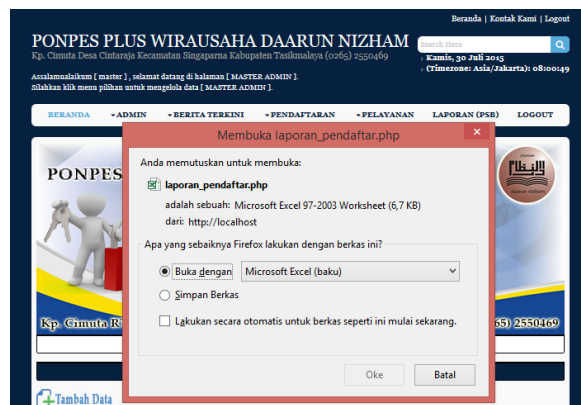 Beranda | Kontak Kami | Logout
PONPES PLUS WIRAUSAHA DAARUN NIZHAM
Kp. Cimuta Desa Cintaraja Kecamatan Singaparna Kabupaten Tasikmalaya (0265) 2550469
Search Here
Kamis, 30 Juli 2015
(Timezone: Asia/Jakarta): 08:00:49
Assalamualaikum [ master ] , selamat datang di halaman [ MASTER ADMIN ].
Silahkan klik menu pilihan untuk mengelola data [ MASTER ADMIN ].
BERANDA ADMIN BERITA TERKINI PENDAFTARAN PELAYANAN LAPORAN (PSB) LOGOUT
Membuka laporan_pendaftar.php
Anda memutuskan untuk membuka:
laporan_pendaftar.php
adalah sebuah: Microsoft Excel 97-2003 Worksheet (6,7 KB)
dari: http://localhost
Apa yang sebaiknya Firefox lakukan dengan berkas ini?
Buka dengan Microsoft Excel (baku)
Simpan Berkas
Lakukan secara otomatis untuk berkas seperti ini mulai sekarang.
Oke Batal
PONPES
Kp. Cimuta 65) 2550469
Tambah Data